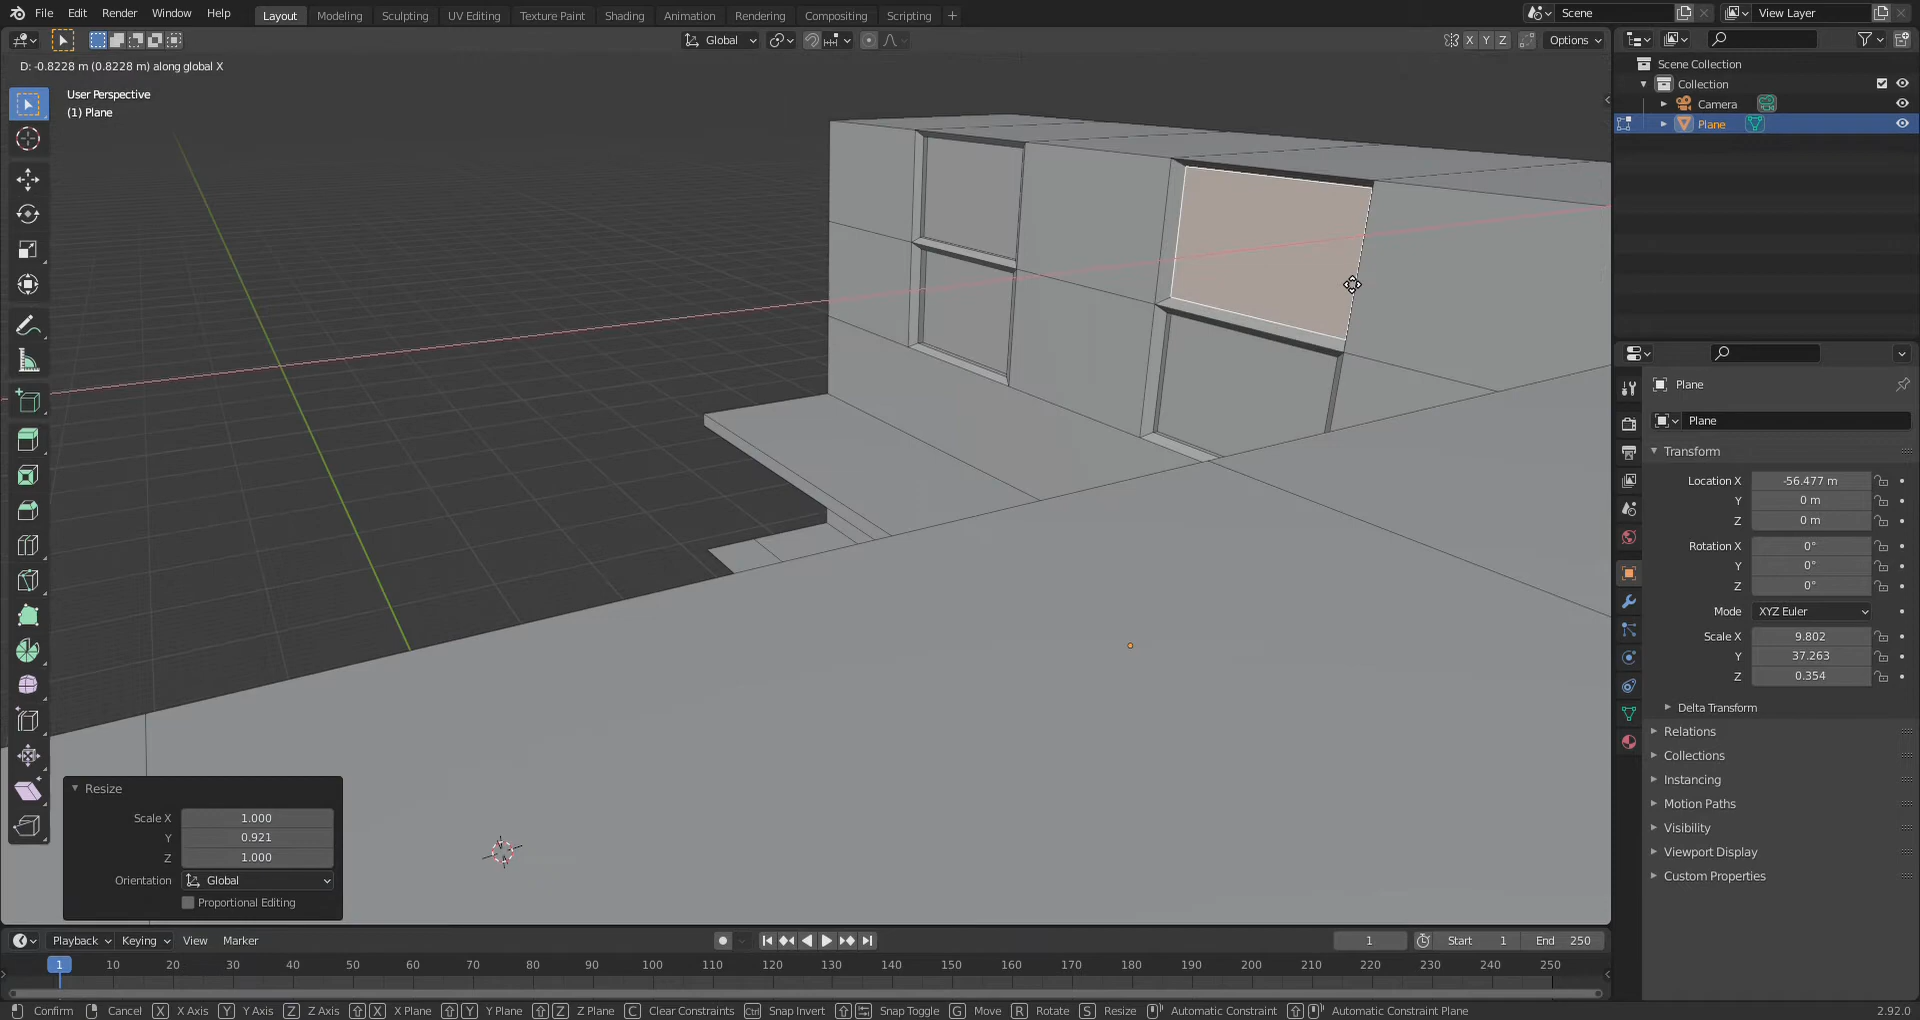 File Edit Render Window Help Layout Modeling Sculpting UV Editing Texture Paint Shading Animation Rendering Compositing Scripting + Scene View Layer
Global X Y Z Options
D: -0.8228 m (0.8228 m) along global X
User Perspective
(1) Plane
Scene Collection
Collection
Camera
Plane
Plane
Plane
Transform
Location X -56.477 m
Y 0 m
Z 0 m
Rotation X 0°
Y 0°
Z 0°
Mode XYZ Euler
Scale X 9.802
Y 37.263
Z 0.354
Delta Transform
Relations
Collections
Instancing
Motion Paths
Visibility
Viewport Display
Custom Properties
Resize
Scale X 1.000
Y 0.921
Z 1.000
Orientation Global
Proportional Editing
Playback Keying View Marker 1 Start 1 End 250
1 10 20 30 40 50 60 70 80 90 100 110 120 130 140 150 160 170 180 190 200 210 220 230 240 250
Confirm Cancel X X Axis Y Y Axis Z Z Axis X X Plane Y Y Plane Z Z Plane C Clear Constraints Ctrl Snap Invert Snap Toggle G Move R Rotate S Resize Automatic Constraint Automatic Constraint Plane 2.92.0